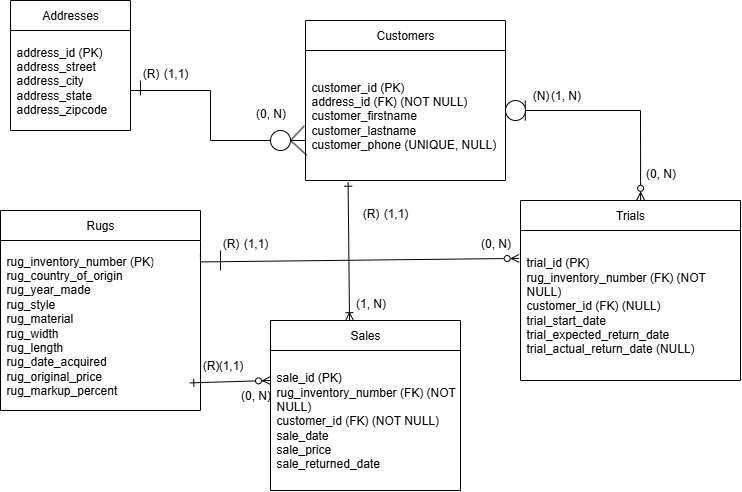 Addresses
address_id (PK)
address_street
address_city
address_state
address_zipcode
(R) (1,1)
(0, N)
Customers
customer_id (PK)
address_id (FK) (NOT NULL)
customer_firstname
customer_lastname
customer_phone (UNIQUE, NULL)
(N)(1, N)
(0, N)
(R) (1,1)
(1, N)
Rugs
rug_inventory_number (PK)
rug_country_of_origin
rug_year_made
rug_style
rug_material
rug_width
rug_length
rug_date_acquired
rug_original_price
rug_markup_percent
(R) (1,1)
(0, N)
(R)(1,1)
(0, N)
Trials
trial_id (PK)
rug_inventory_number (FK) (NOT
NULL)
customer_id (FK) (NULL)
trial_start_date
trial_expected_return_date
trial_actual_return_date (NULL)
Sales
sale_id (PK)
rug_inventory_number (FK) (NOT
NULL)
customer_id (FK) (NOT NULL)
sale_date
sale_price
sale_returned_date